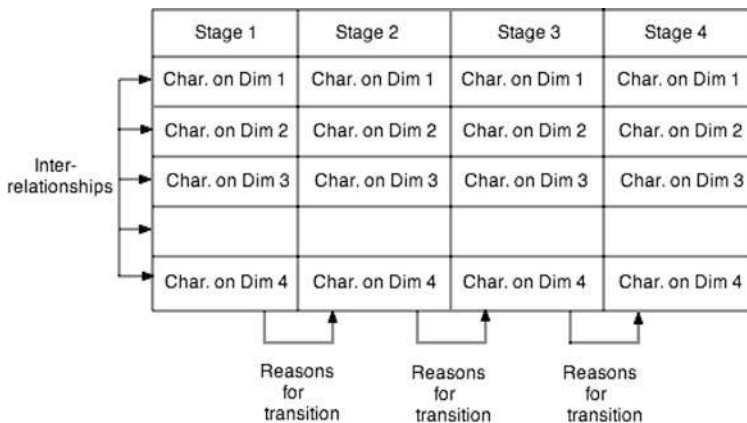 Stage 1 Stage 2 Stage 3 Stage 4
Char. on Dim 1 Char. on Dim 1 Char. on Dim 1 Char. on Dim 1
Char. on Dim 2 Char. on Dim 2 Char. on Dim 2 Char. on Dim 2
Inter-
relationships
Char. on Dim 3 Char. on Dim 3 Char. on Dim 3 Char. on Dim 3
Char. on Dim 4 Char. on Dim 4 Char. on Dim 4 Char. on Dim 4
Reasons
for
transition
Reasons
for
transition
Reasons
for
transition